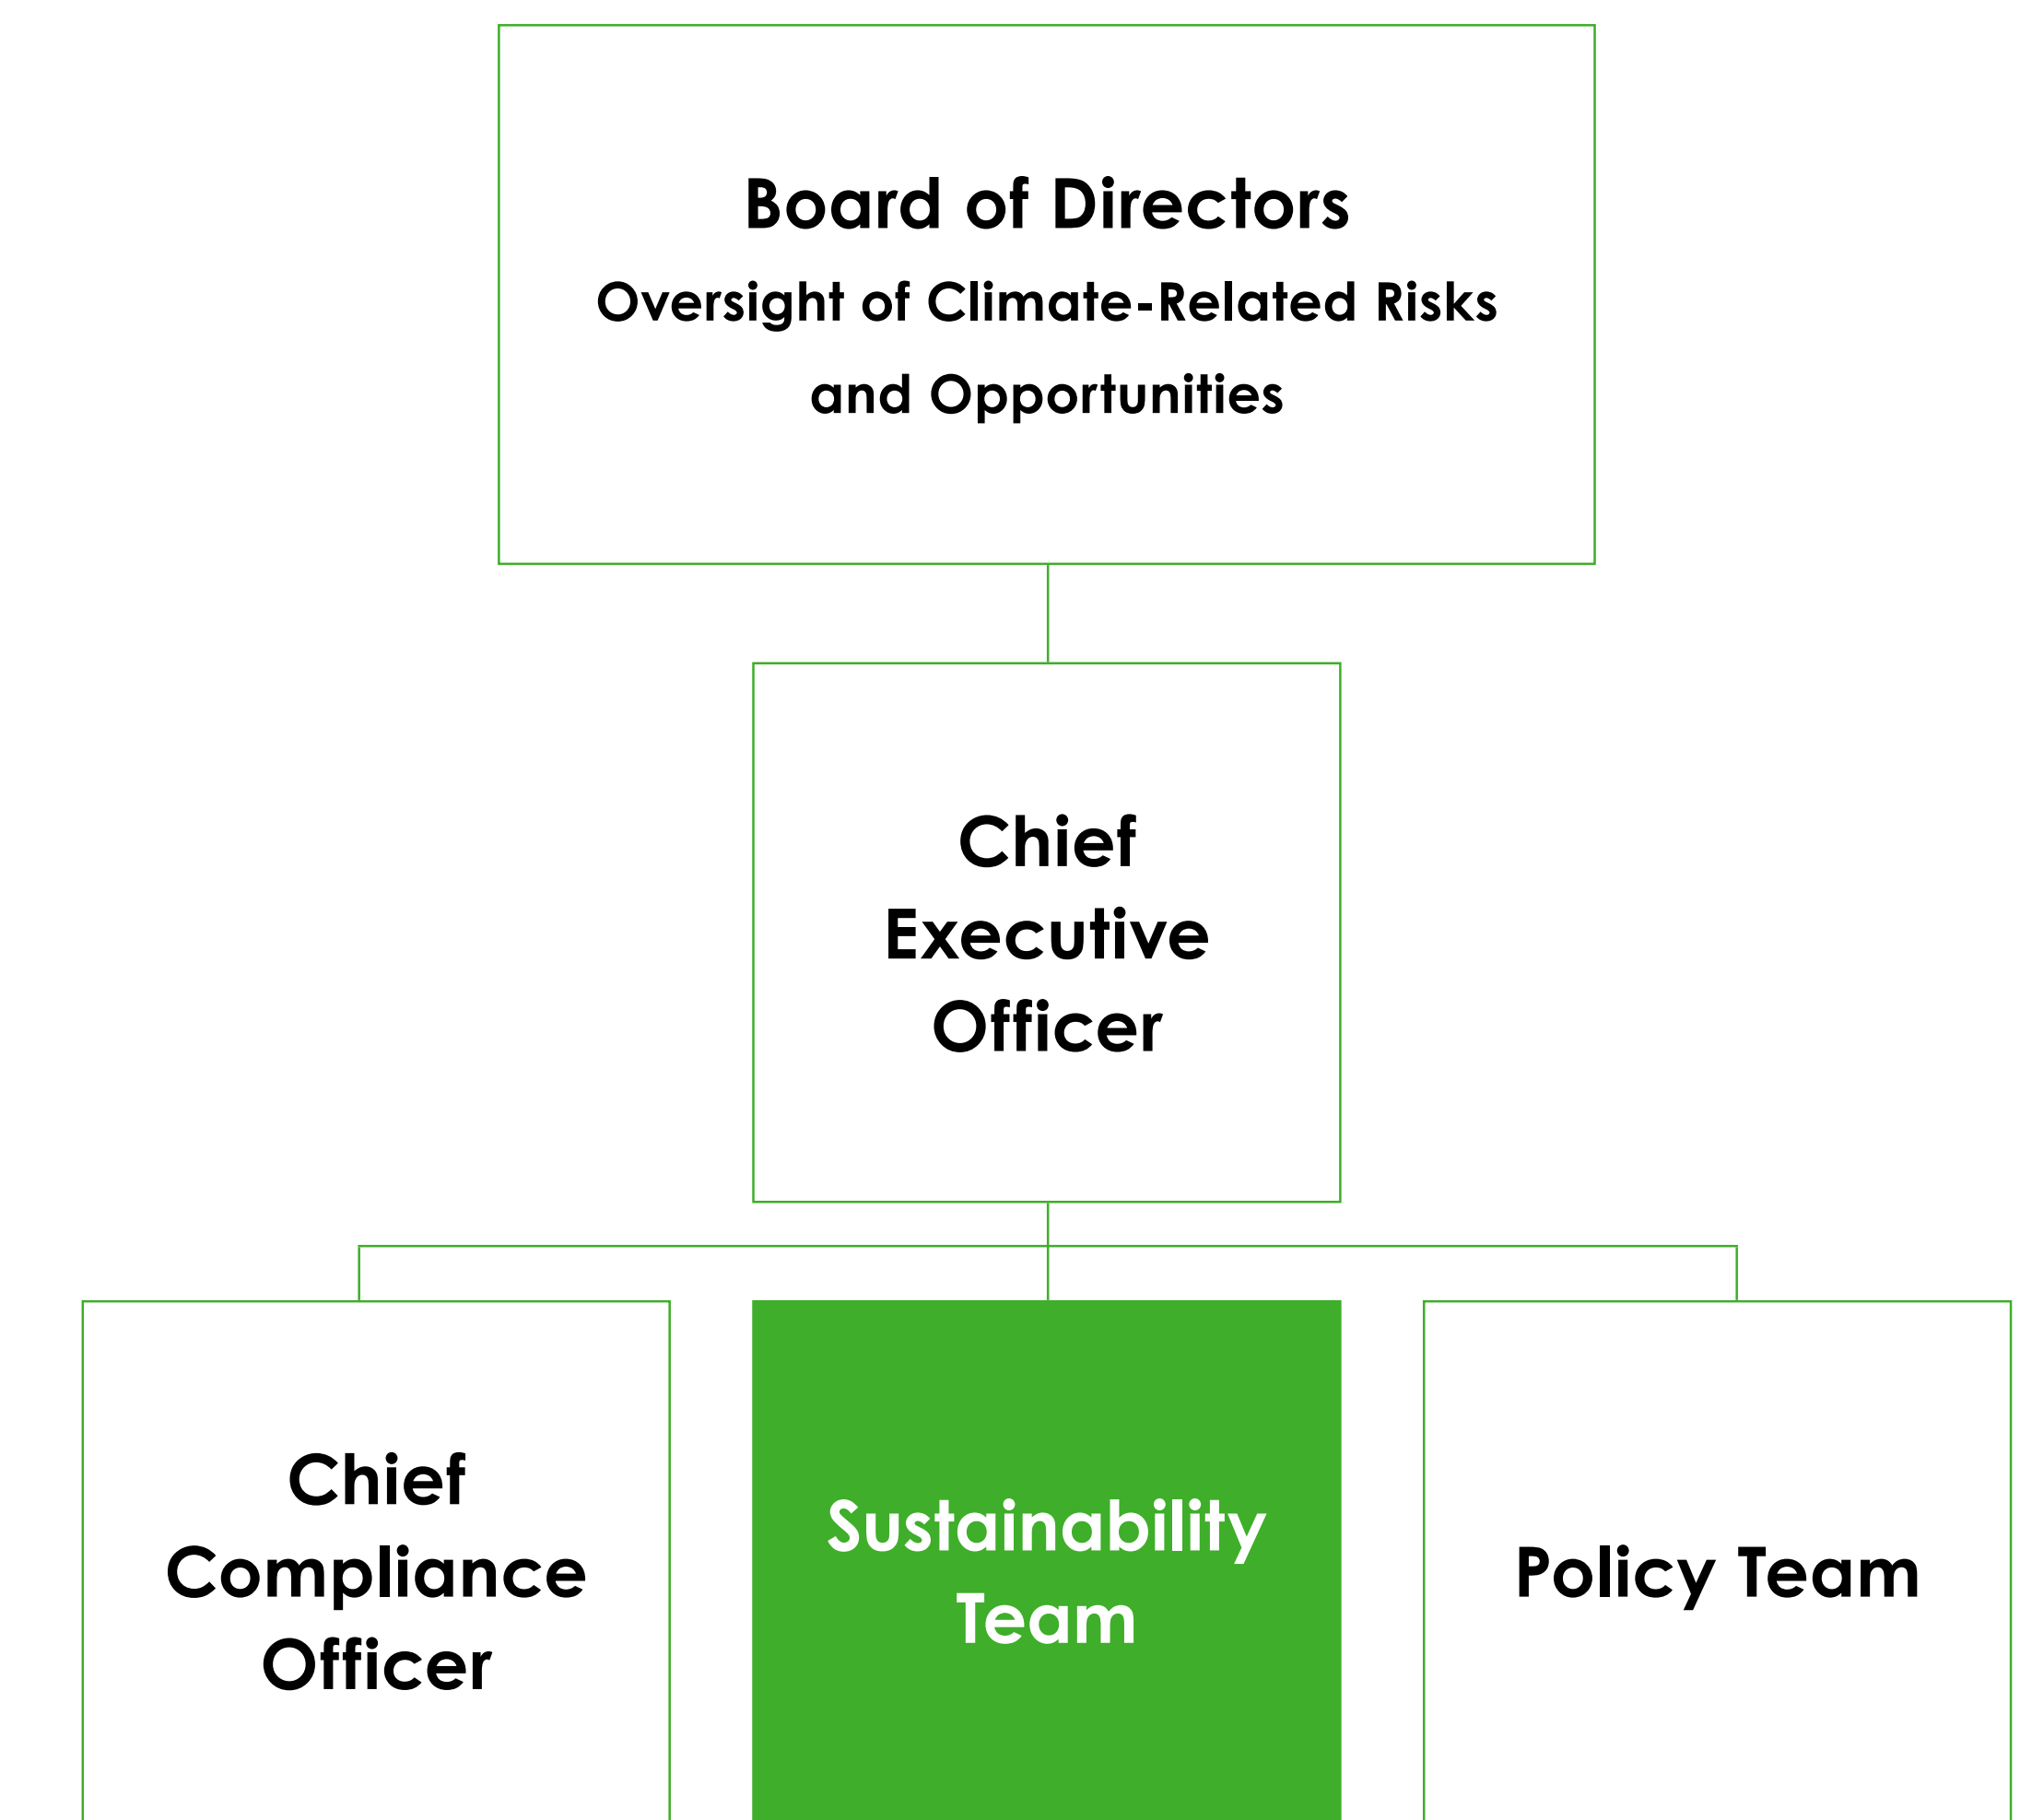 Board of Directors
Oversight of Climate-Related Risks
and Opportunities
Chief
Executive
Officer
Chief
Compliance
Officer
Sustainability
Team
Policy Team